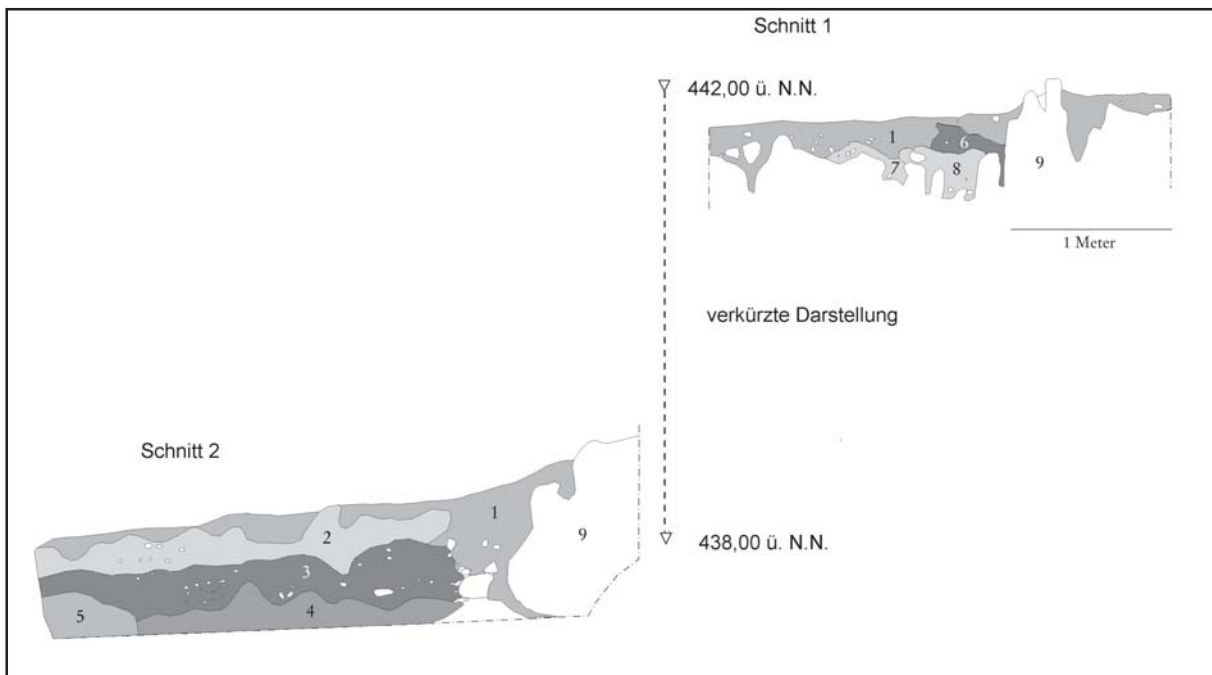 Schnitt 1
442,00 ü. N.N.
1
6
7
8
9
1 Meter
verkürzte Darstellung
Schnitt 2
1
2
9
438,00 ü. N.N.
3
4
5